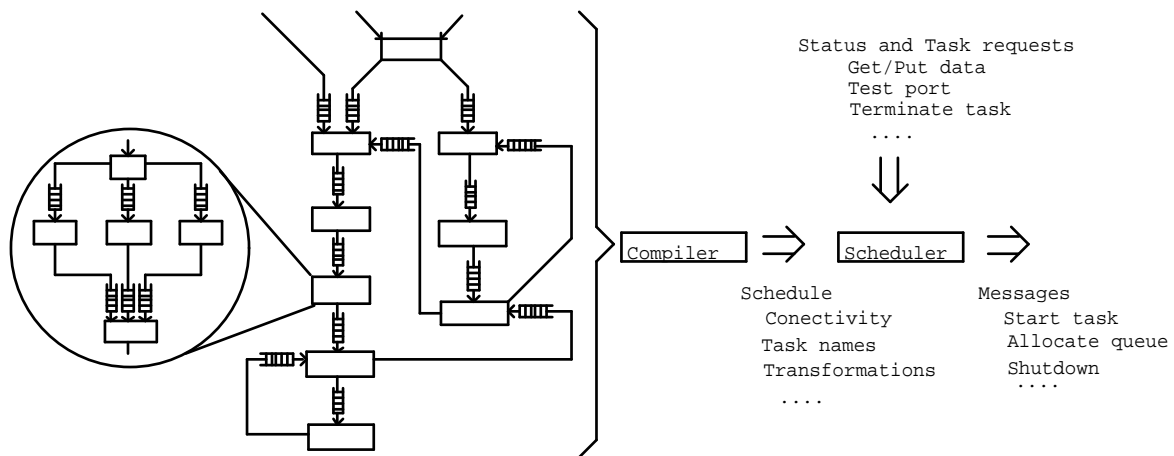 Status and Task requests
Get/Put data
Test port
Terminate task
....
Compiler
Scheduler
Schedule
Conectivity
Task names
Transformations
....
Messages
Start task
Allocate queue
Shutdown
....